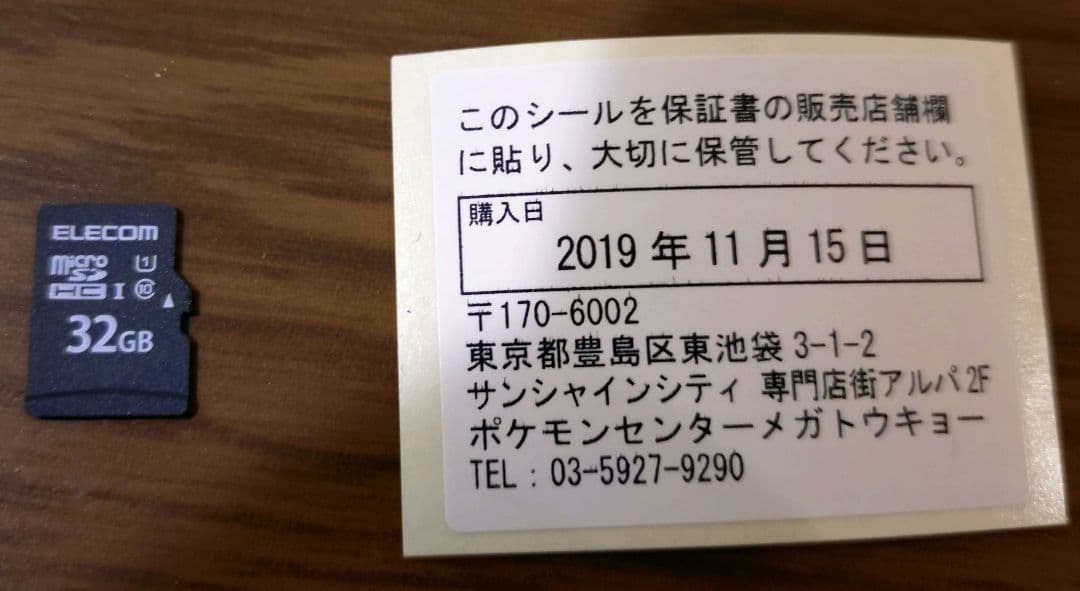 ELECOM
micro SD HC I U1 10
32GB
このシールを保証書の販売店舗欄
に貼り、大切に保管してください。
購入日
2019 年 11 月 15 日
〒170-6002
東京都豊島区東池袋 3-1-2
サンシャインシティ 専門店街アルパ 2F
ポケモンセンターメガトウキョー
TEL : 03-5927-9290